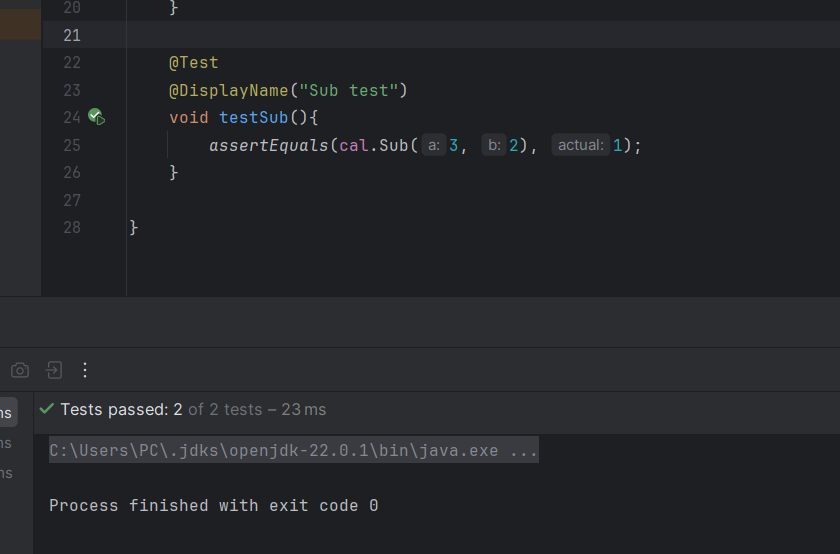 20 }
21
22 @Test
23 @DisplayName("Sub test")
24 void testSub(){
25 assertEquals(cal.Sub( a: 3, b: 2), actual: 1);
26 }
27
28 }
ns
Tests passed: 2 of 2 tests – 23 ms
ns
ns
C:\Users\PC\.jdks\openjdk-22.0.1\bin\java.exe ...
Process finished with exit code 0